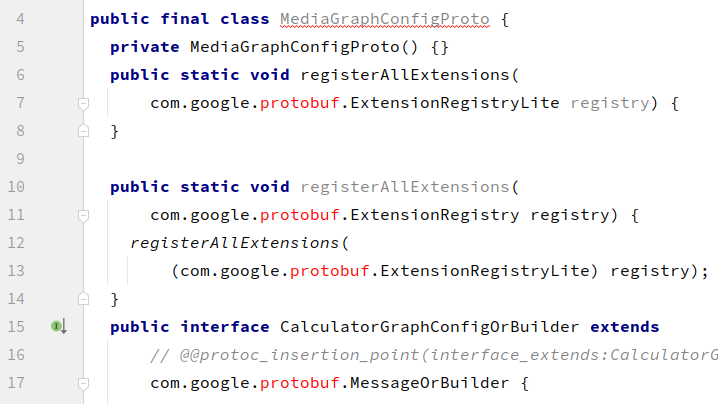 4 public final class MediaGraphConfigProto {
5 private MediaGraphConfigProto() {}
6 public static void registerAllExtensions(
7 com.google.protobuf.ExtensionRegistryLite registry) {
8 }
9
10 public static void registerAllExtensions(
11 com.google.protobuf.ExtensionRegistry registry) {
12 registerAllExtensions(
13 (com.google.protobuf.ExtensionRegistryLite) registry);
14 }
15 public interface CalculatorGraphConfigOrBuilder extends
16 // @@protoc_insertion_point(interface_extends:CalculatorG
17 com.google.protobuf.MessageOrBuilder {